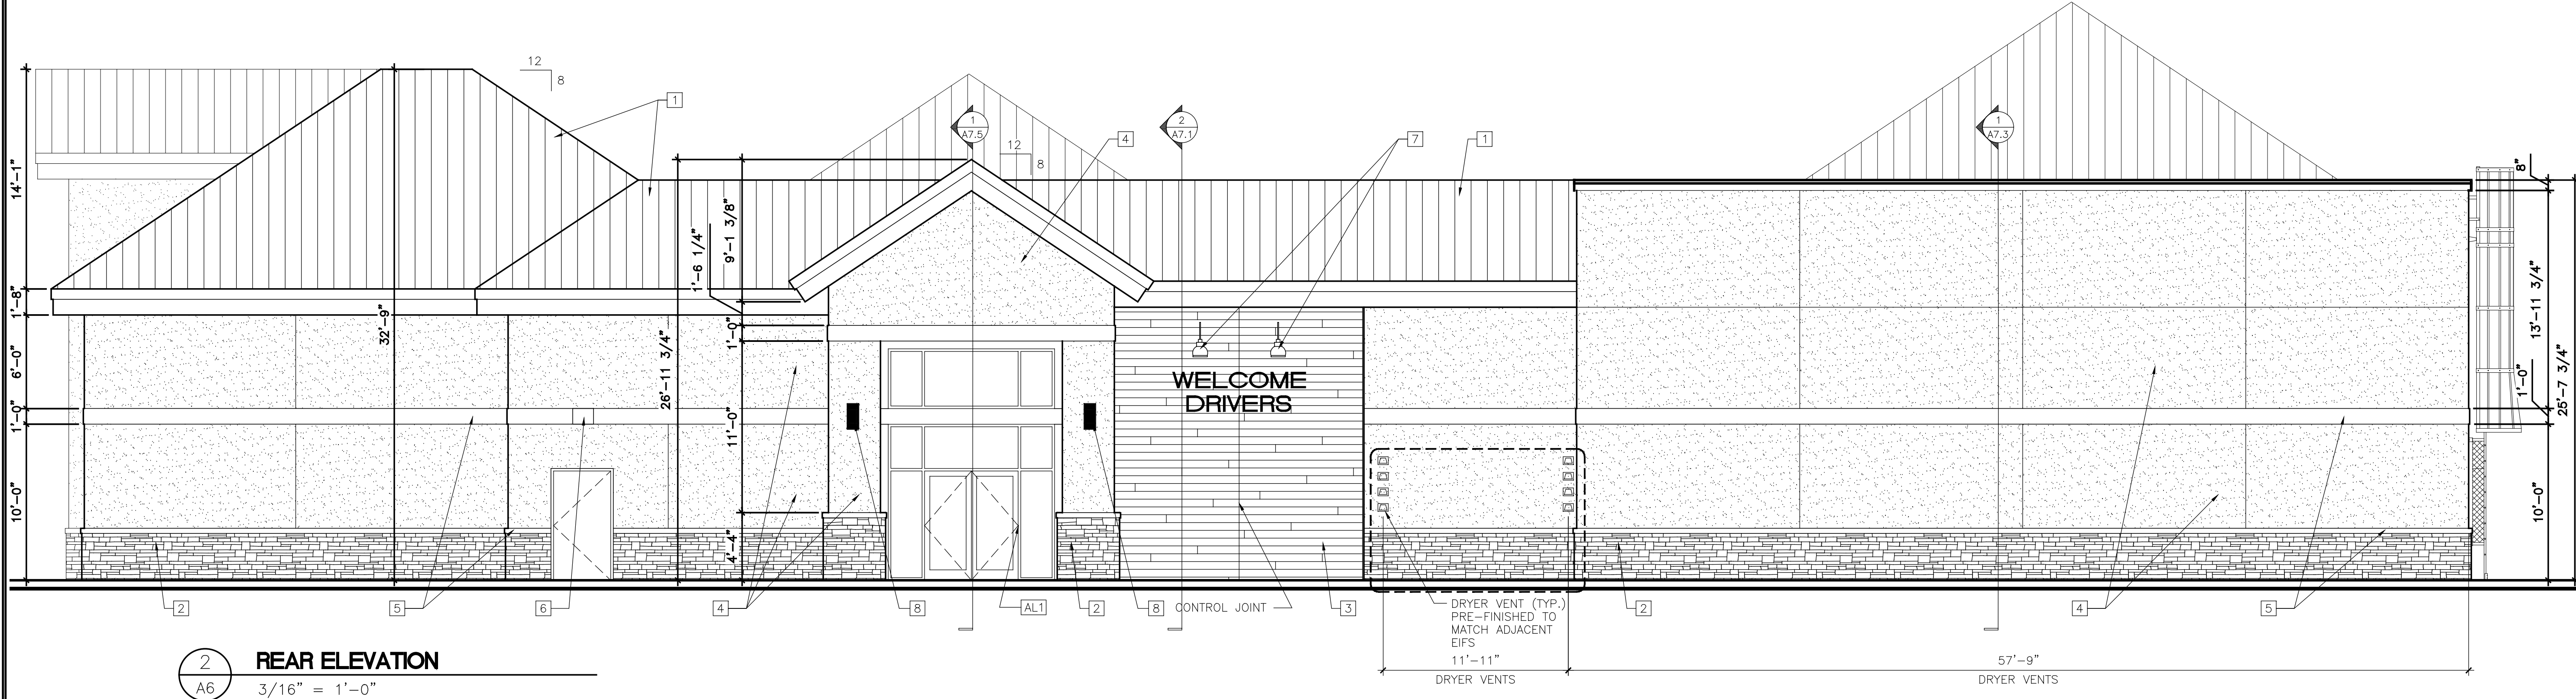 12
8
1
14'-1"
1'-8"
6'-0"
1'-0"
10'-0"
32'-9"
26'-11 3/4"
1'-6 1/4"
9'-1 3/8"
1'-0"
11'-0"
4'-4"
1
A7.5
12
8
4
2
A7.1
7
1
1
A7.3
8"
13'-11 3/4"
1'-0"
25'-7 3/4"
10'-0"
WELCOME
DRIVERS
2
5
6
4
8
AL1
2
8
CONTROL JOINT
3
DRYER VENT (TYP.)
PRE-FINISHED TO
MATCH ADJACENT
EIFS
2
4
5
11'-11"
DRYER VENTS
57'-9"
DRYER VENTS
2
A6
REAR ELEVATION
3/16" = 1'-0"